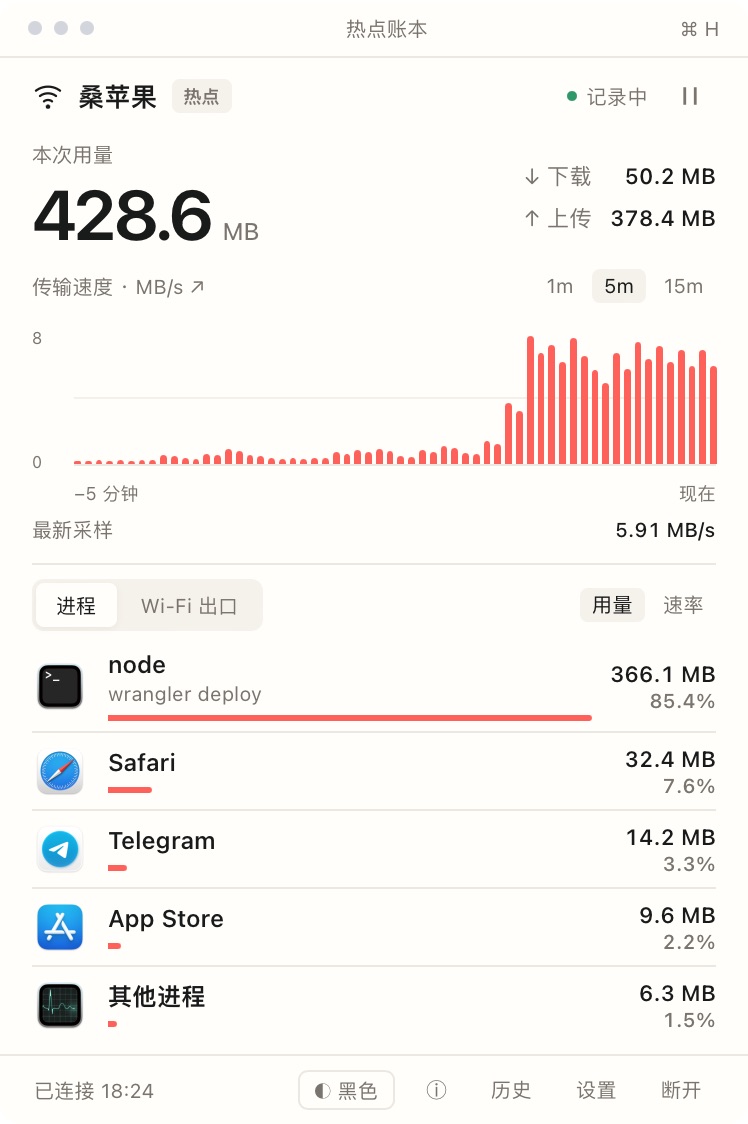 热点账本 ⌘ H
桑苹果 热点 记录中
本次用量
428.6 MB
↓ 下载 50.2 MB
↑ 上传 378.4 MB
传输速度 · MB/s ↗ 1m 5m 15m
8
0
−5 分钟 现在
最新采样 5.91 MB/s
进程 Wi-Fi 出口 用量 速率
node 366.1 MB
wrangler deploy 85.4%
>_
Safari 32.4 MB
7.6%
Telegram 14.2 MB
3.3%
App Store 9.6 MB
2.2%
其他进程 6.3 MB
1.5%
已连接 18:24 黑色 ⓘ 历史 设置 断开